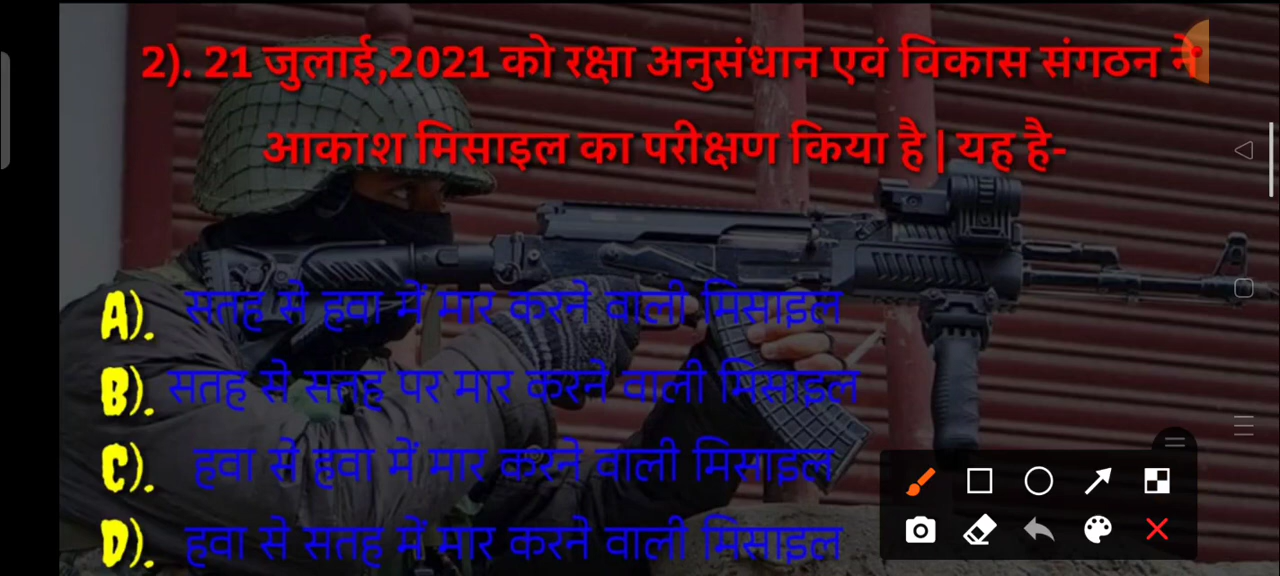 2). 21 जुलाई,2021 को रक्षा अनुसंधान एवं विकास संगठन ने
आकाश मिसाइल का परीक्षण किया है | यह है-
A). सतह से हवा में मार करने वाली मिसाइल
B). सतह से सतह पर मार करने वाली मिसाइल
C). हवा से हवा में मार करने वाली मिसाइल
D). हवा से सतह में मार करने वाली मिसाइल